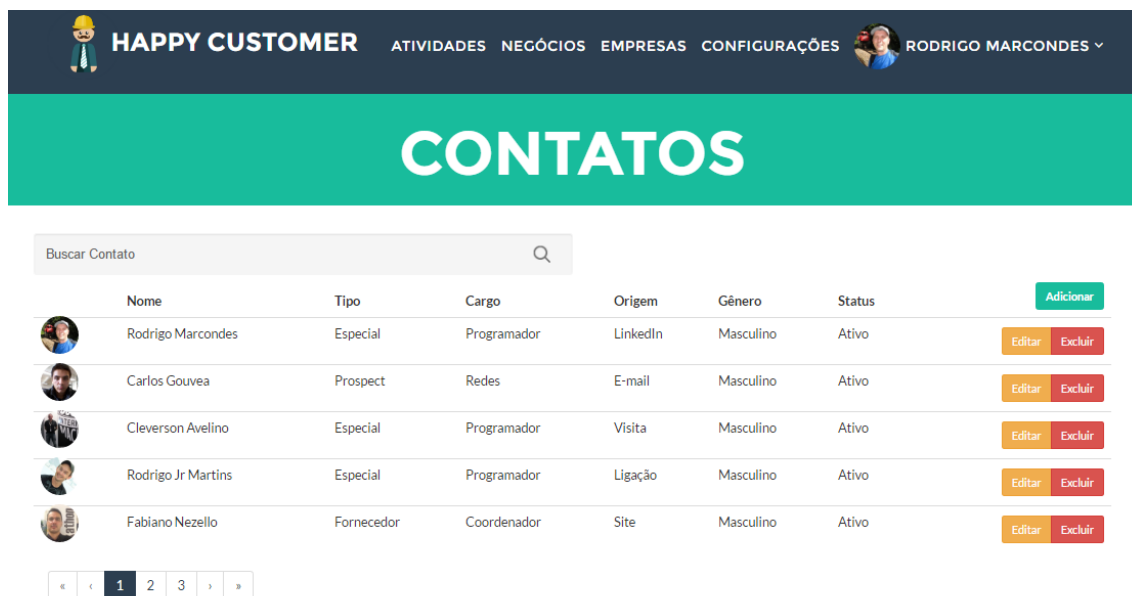 HAPPY CUSTOMER ATIVIDADES NEGÓCIOS EMPRESAS CONFIGURAÇÕES RODRIGO MARCONDES
CONTATOS
Buscar Contato
Nome Tipo Cargo Origem Gênero Status Adicionar
Rodrigo Marcondes Especial Programador LinkedIn Masculino Ativo Editar Excluir
Carlos Gouvea Prospect Redes E-mail Masculino Ativo Editar Excluir
Cleverson Avelino Especial Programador Visita Masculino Ativo Editar Excluir
Rodrigo Jr Martins Especial Programador Ligação Masculino Ativo Editar Excluir
Fabiano Nezello Fornecedor Coordenador Site Masculino Ativo Editar Excluir
« ‹ 1 2 3 › »